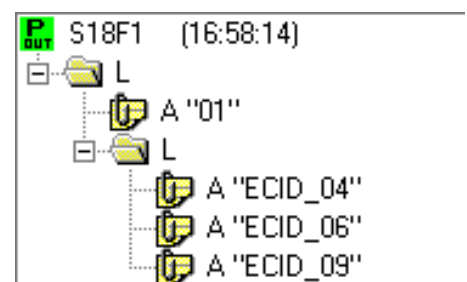 P OUT S18F1 (16:58:14)
L
A "01"
L
A "ECID_04"
A "ECID_06"
A "ECID_09"